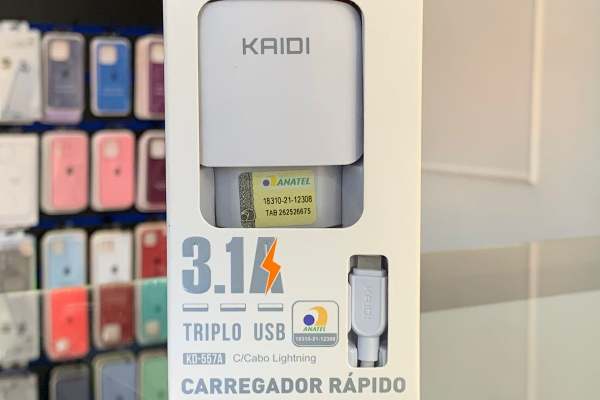 KAIDI
ANATEL
18310-21-12308
TAB 262526675
3.1A
TRIPLO USB
ANATEL
18310-21-12308
KD-557A C/Cabo Lightning
KAIDI
CARREGADOR RÁPIDO